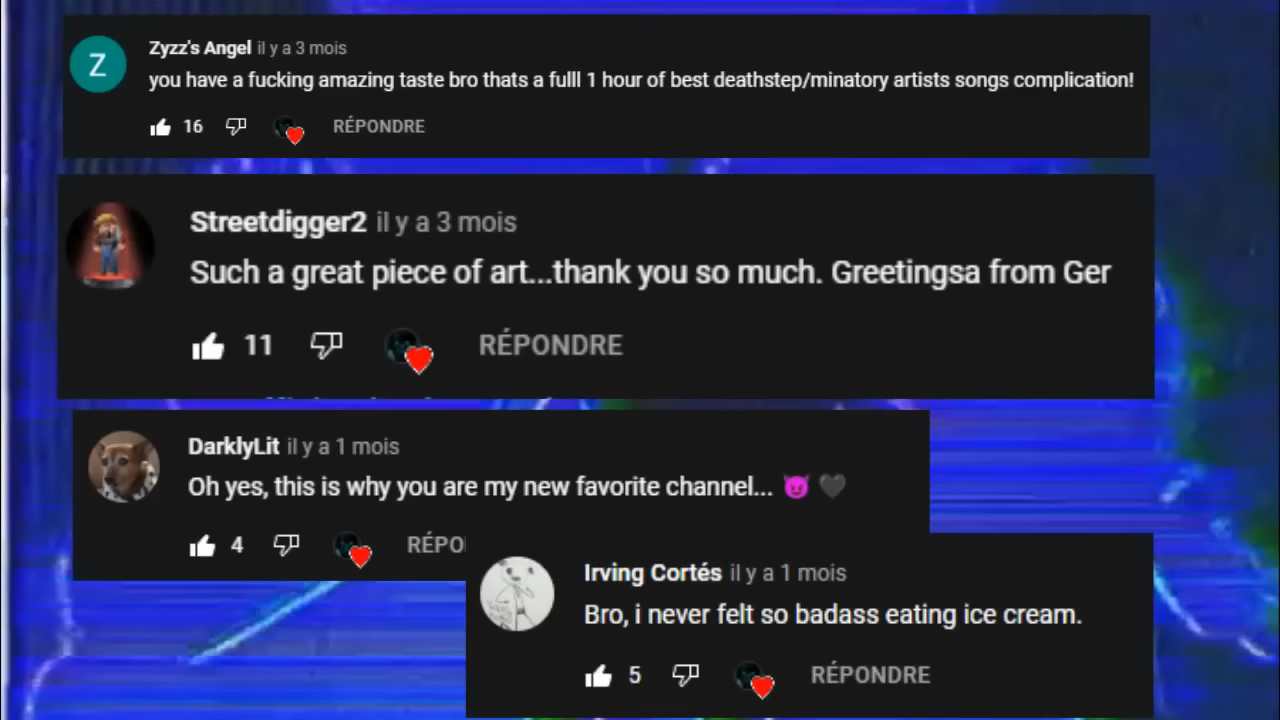 Z
Zyzz's Angel il y a 3 mois
you have a fucking amazing taste bro thats a fulll 1 hour of best deathstep/minatory artists songs complication!
16 RÉPONDRE
Streetdigger2 il y a 3 mois
Such a great piece of art...thank you so much. Greetingsa from Ger
11 RÉPONDRE
DarklyLit il y a 1 mois
Oh yes, this is why you are my new favorite channel... 😈 🖤
4 RÉPO
Irving Cortés il y a 1 mois
Bro, i never felt so badass eating ice cream.
5 RÉPONDRE